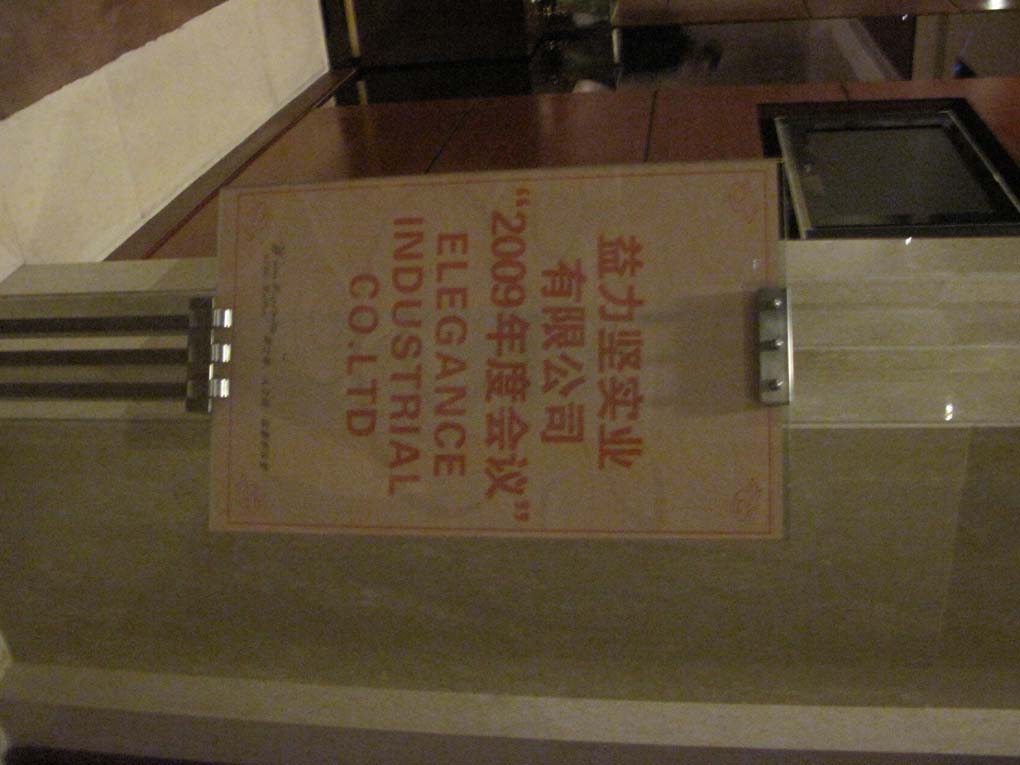 益力坚实业
有限公司
“2009年度会议”
ELEGANCE
INDUSTRIAL
CO.LTD